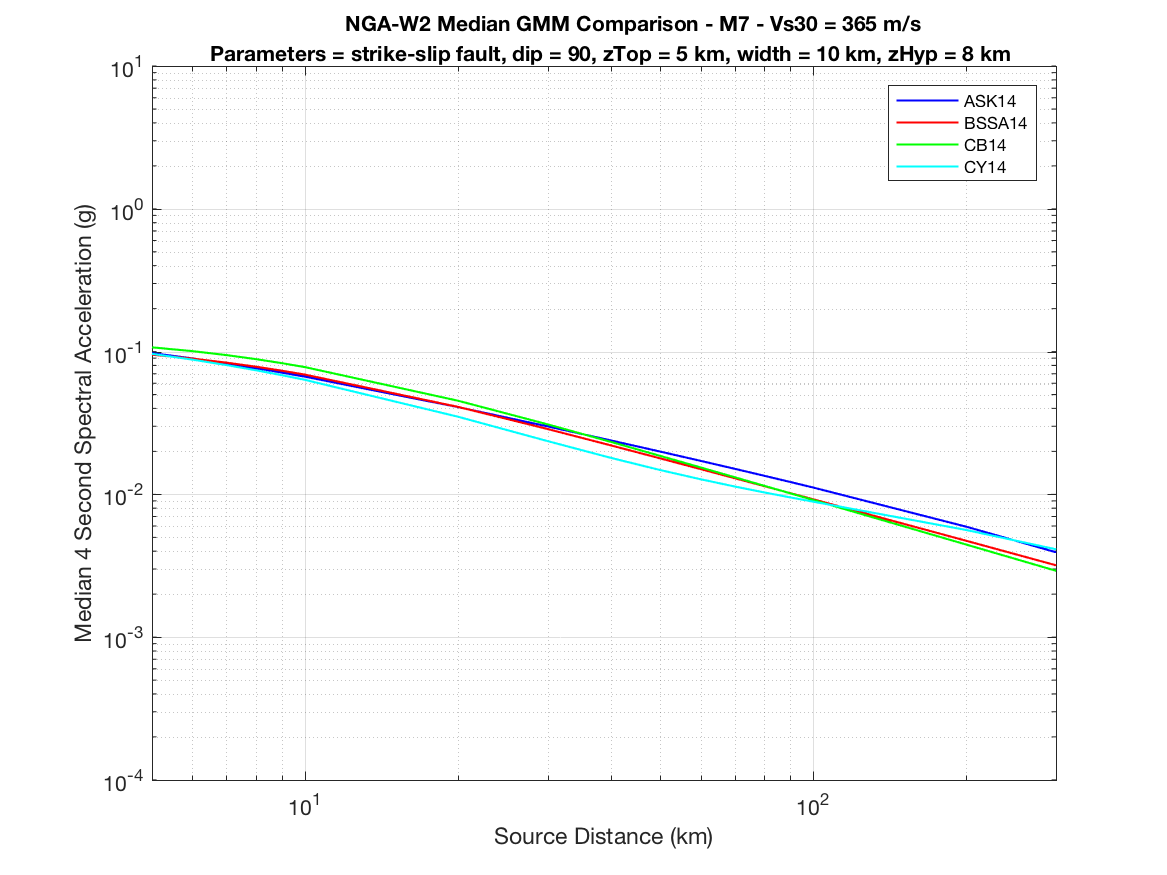 NGA-W2 Median GMM Comparison - M7 - Vs30 = 365 m/s
Parameters = strike-slip fault, dip = 90, zTop = 5 km, width = 10 km, zHyp = 8 km
10^1
10^0
10^-1
10^-2
10^-3
10^-4
Median 4 Second Spectral Acceleration (g)
ASK14
BSSA14
CB14
CY14
10^1
10^2
Source Distance (km)